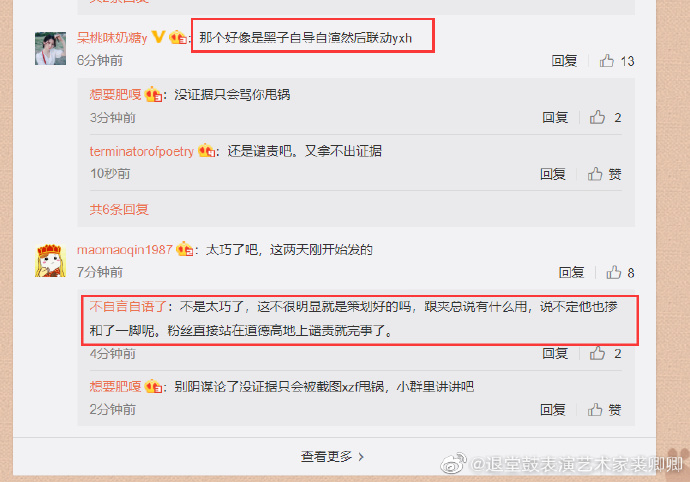 呆桃味奶糖y：那个好像是黑子自导自演然后联动yxh
6分钟前 回复 13
想要肥嘎：没证据只会骂你甩锅
3分钟前 回复 2
terminatorofpoetry：还是谴责吧。又拿不出证据
10秒前 回复 赞
共6条回复
maomaoqin1987：太巧了吧，这两天刚开始发的
7分钟前 回复 8
不自言自语了：不是太巧了，这不很明显就是策划好的吗，跟夹总说有什么用，说不定他也掺
和了一脚呢。粉丝直接站在道德高地上谴责就完事了。
4分钟前 回复 2
想要肥嘎：别阴谋论了没证据只会被截图xzf甩锅，小群里讲讲吧
2分钟前 回复 赞
查看更多
@退堂鼓表演艺术家裘卿卿